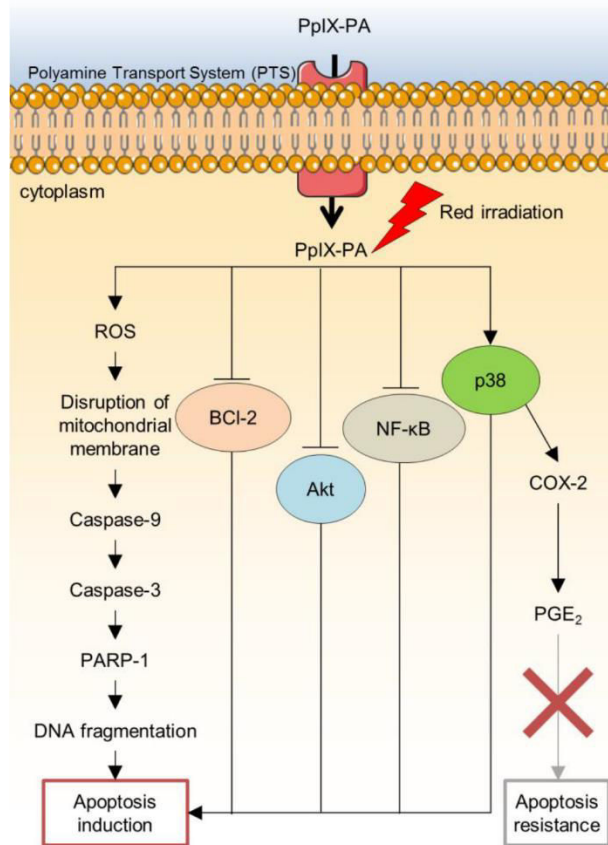 PpIX-PA
Polyamine Transport System (PTS)
cytoplasm
Red irradiation
PpIX-PA
ROS
Disruption of
mitochondrial
membrane
Caspase-9
Caspase-3
PARP-1
DNA fragmentation
Apoptosis
induction
BCl-2
Akt
NF-κB
p38
COX-2
PGE₂
Apoptosis
resistance